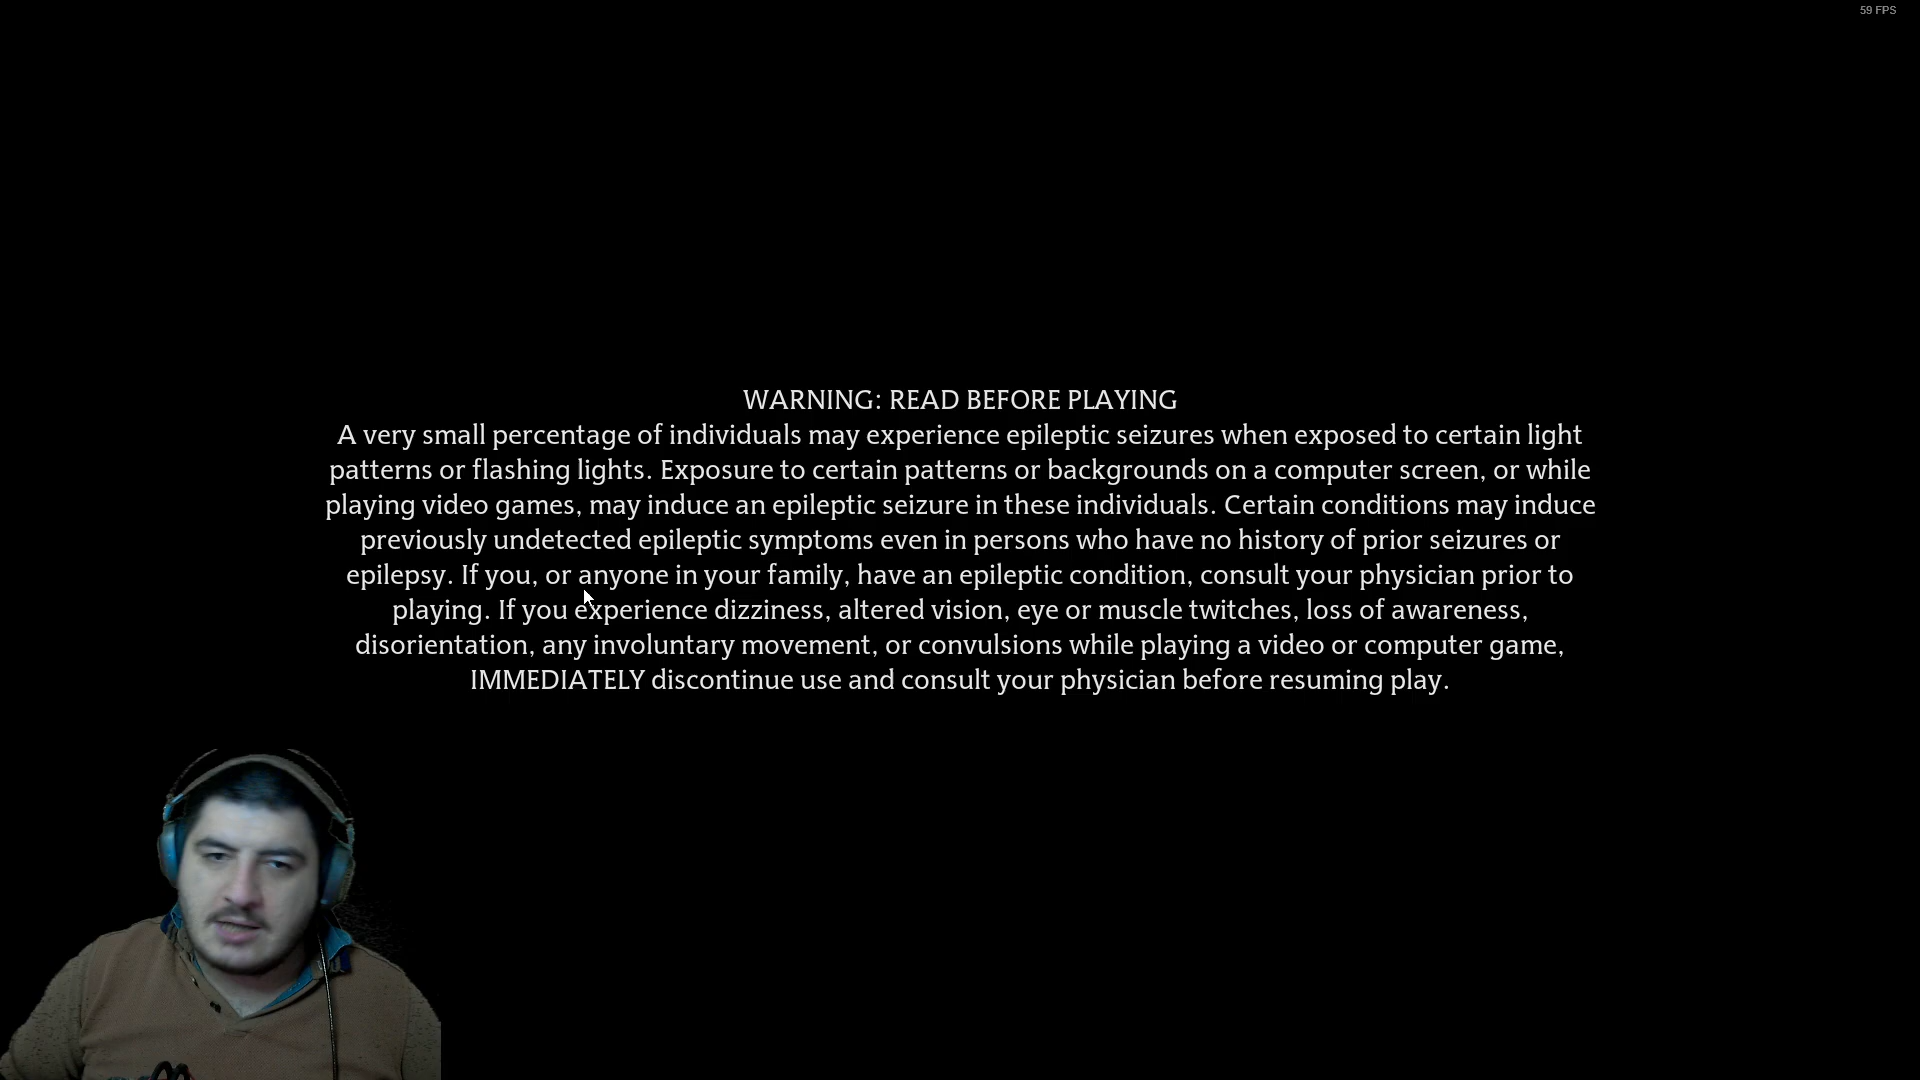 59 FPS
WARNING: READ BEFORE PLAYING
A very small percentage of individuals may experience epileptic seizures when exposed to certain light
patterns or flashing lights. Exposure to certain patterns or backgrounds on a computer screen, or while
playing video games, may induce an epileptic seizure in these individuals. Certain conditions may induce
previously undetected epileptic symptoms even in persons who have no history of prior seizures or
epilepsy. If you, or anyone in your family, have an epileptic condition, consult your physician prior to
playing. If you experience dizziness, altered vision, eye or muscle twitches, loss of awareness,
disorientation, any involuntary movement, or convulsions while playing a video or computer game,
IMMEDIATELY discontinue use and consult your physician before resuming play.